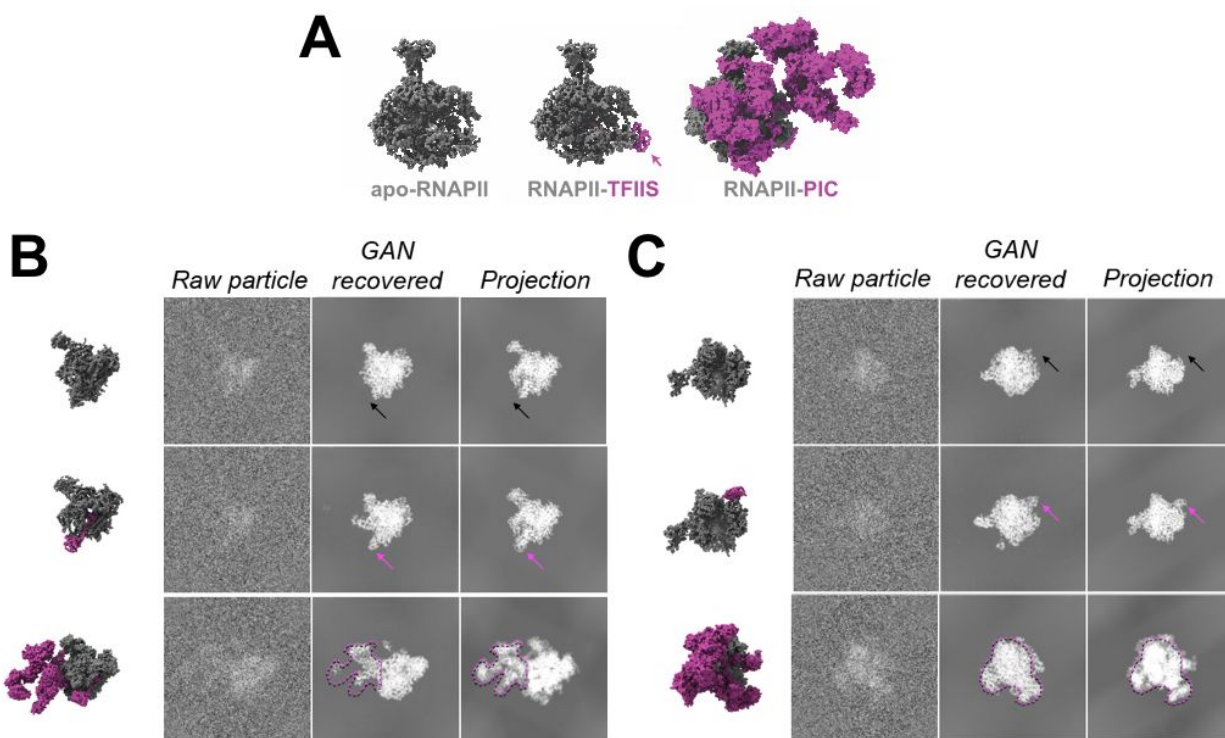 A
apo-RNAPII
RNAPII-TFIIS
RNAPII-PIC
B
Raw particle
GAN
recovered
Projection
C
Raw particle
GAN
recovered
Projection